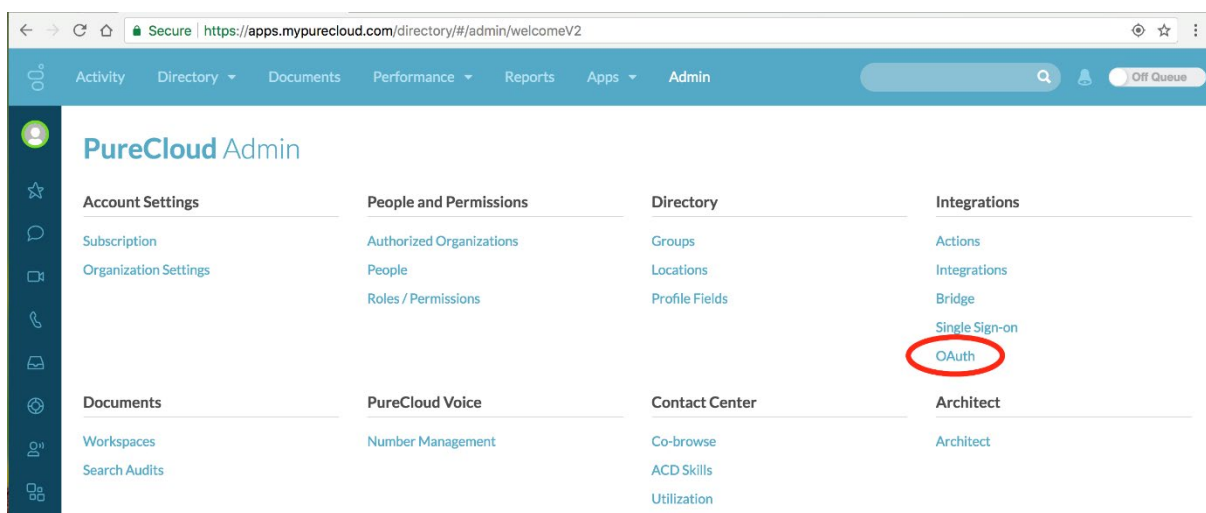 Secure https://apps.mypurecloud.com/directory/#/admin/welcomeV2
Activity Directory Documents Performance Reports Apps Admin Off Queue
PureCloud Admin
Account Settings People and Permissions Directory Integrations
Subscription Authorized Organizations Groups Actions
Organization Settings People Locations Integrations
Roles / Permissions Profile Fields Bridge
Single Sign-on
OAuth
Documents PureCloud Voice Contact Center Architect
Workspaces Number Management Co-browse Architect
Search Audits ACD Skills
Utilization